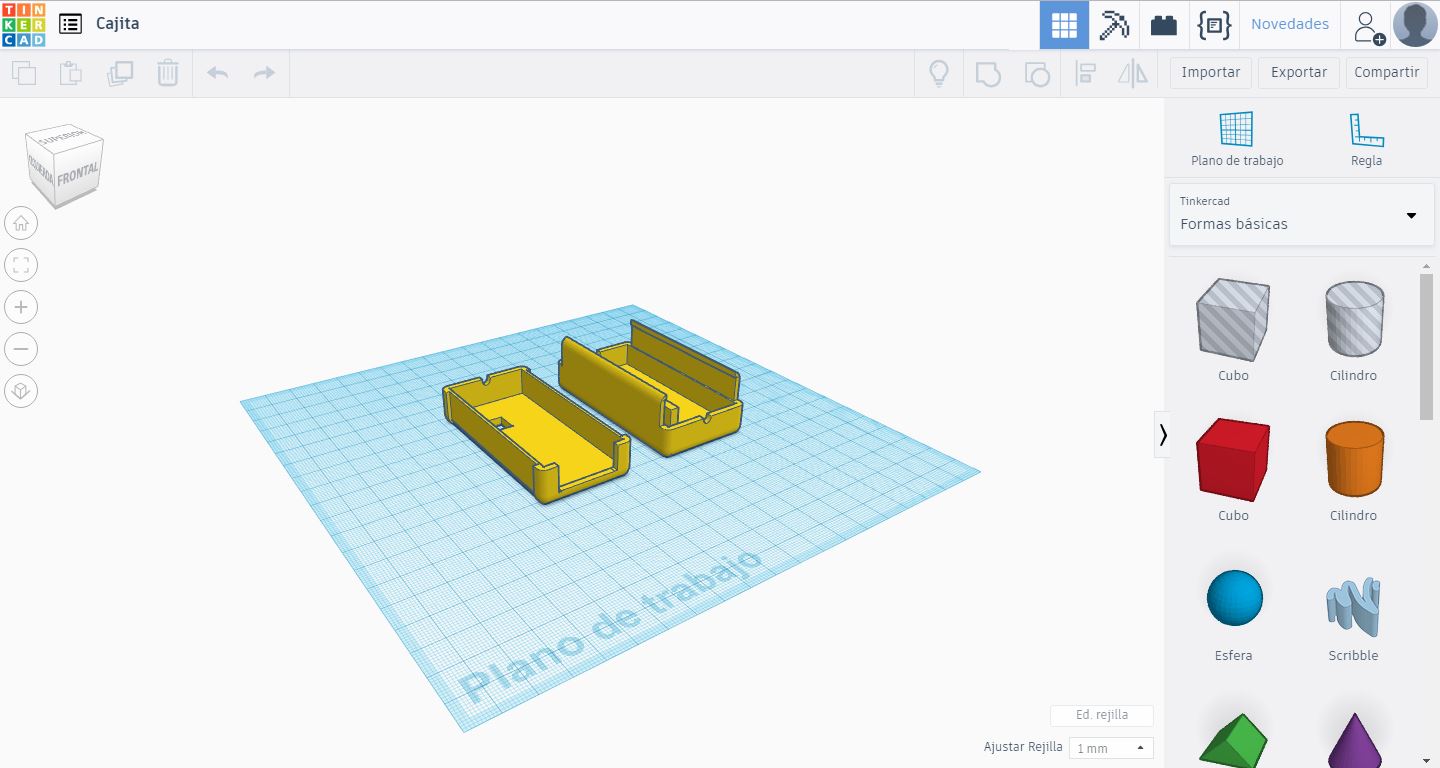 TIN
KER
CAD
Cajita
Novedades
Importar
Exportar
Compartir
SUPERIOR
IZQUIERDA
FRONTAL
Plano de trabajo
Regla
Tinkercad
Formas básicas
Cubo
Cilindro
Cubo
Cilindro
Esfera
Scribble
Plano de trabajo
Ed. rejilla
Ajustar Rejilla
1 mm